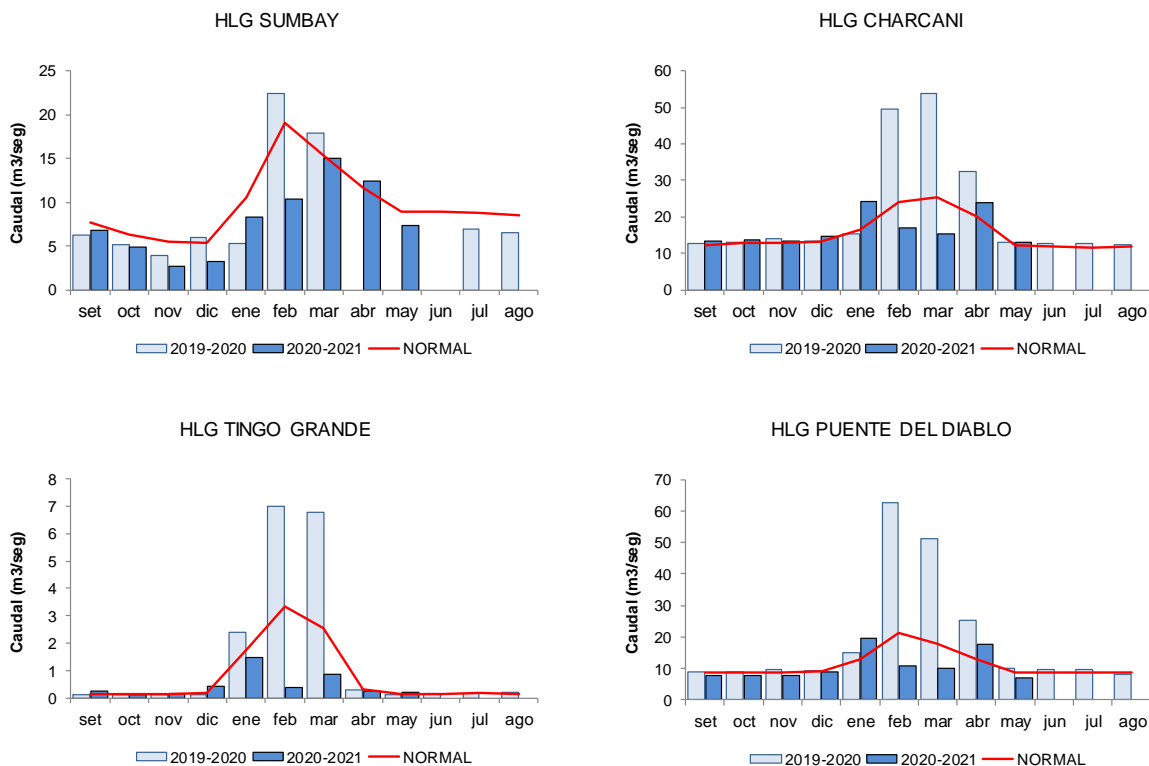 HLG SUMBAY
Caudal (m3/seg)
25
20
15
10
5
0
set oct nov dic ene feb mar abr may jun jul ago
2019-2020 2020-2021 NORMAL
HLG CHARCANI
Caudal (m3/seg)
60
50
40
30
20
10
0
set oct nov dic ene feb mar abr may jun jul ago
2019-2020 2020-2021 NORMAL
HLG TINGO GRANDE
Caudal (m3/seg)
8
7
6
5
4
3
2
1
0
set oct nov dic ene feb mar abr may jun jul ago
2019-2020 2020-2021 NORMAL
HLG PUENTE DEL DIABLO
Caudal (m3/seg)
70
60
50
40
30
20
10
0
set oct nov dic ene feb mar abr may jun jul ago
2019-2020 2020-2021 NORMAL